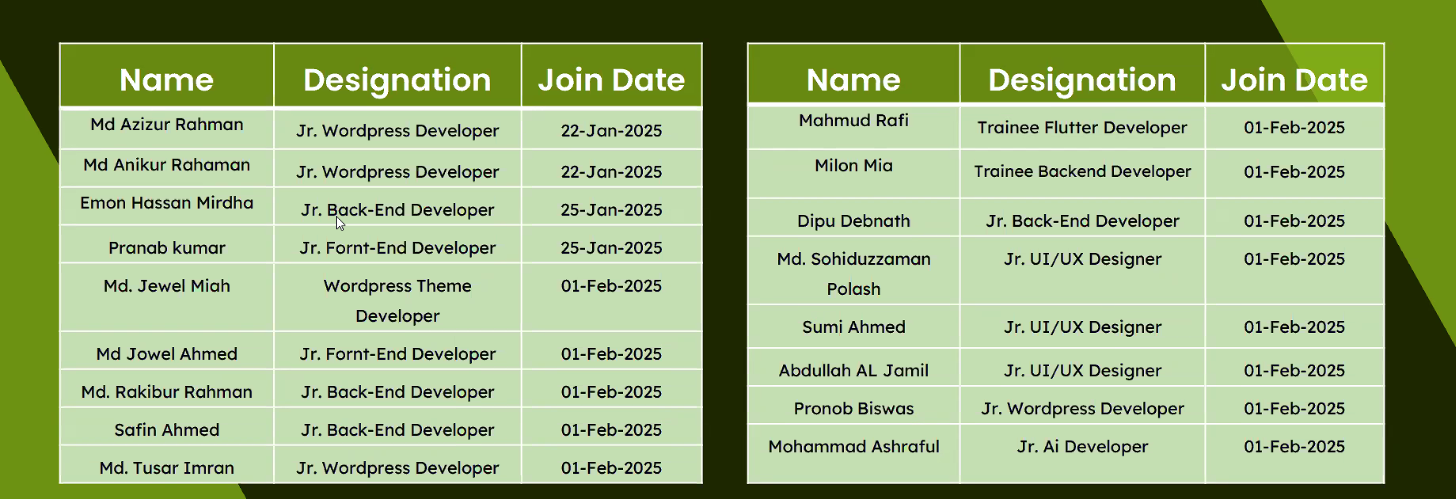 Name Designation Join Date
Md Azizur Rahman Jr. Wordpress Developer 22-Jan-2025
Md Anikur Rahaman Jr. Wordpress Developer 22-Jan-2025
Emon Hassan Mirdha Jr. Back-End Developer 25-Jan-2025
Pranab kumar Jr. Fornt-End Developer 25-Jan-2025
Md. Jewel Miah Wordpress Theme 01-Feb-2025
Developer
Md Jowel Ahmed Jr. Fornt-End Developer 01-Feb-2025
Md. Rakibur Rahman Jr. Back-End Developer 01-Feb-2025
Safin Ahmed Jr. Back-End Developer 01-Feb-2025
Md. Tusar Imran Jr. Wordpress Developer 01-Feb-2025
Name Designation Join Date
Mahmud Rafi Trainee Flutter Developer 01-Feb-2025
Milon Mia Trainee Backend Developer 01-Feb-2025
Dipu Debnath Jr. Back-End Developer 01-Feb-2025
Md. Sohiduzzaman Jr. UI/UX Designer 01-Feb-2025
Polash
Sumi Ahmed Jr. UI/UX Designer 01-Feb-2025
Abdullah AL Jamil Jr. UI/UX Designer 01-Feb-2025
Pronob Biswas Jr. Wordpress Developer 01-Feb-2025
Mohammad Ashraful Jr. Ai Developer 01-Feb-2025